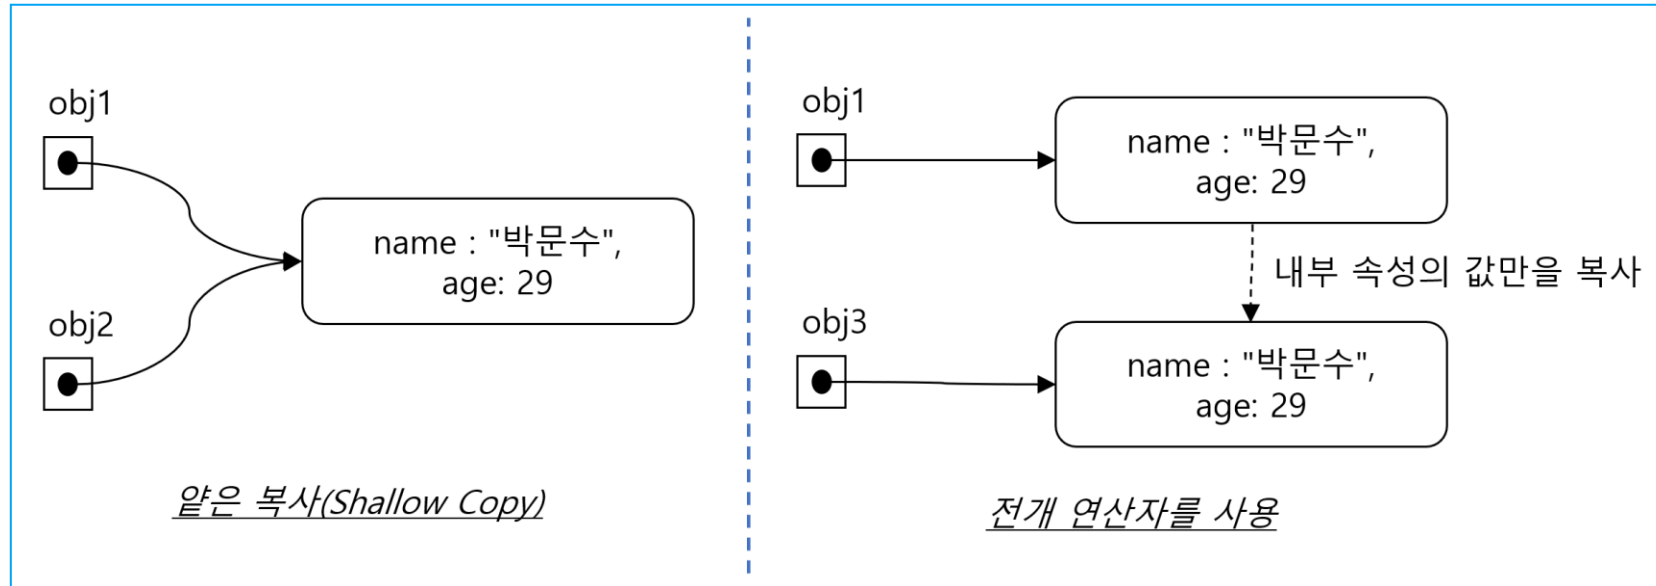 obj1
name : "박문수",
age: 29
obj2
얕은 복사(Shallow Copy)
obj1
name : "박문수",
age: 29
내부 속성의 값만을 복사
obj3
name : "박문수",
age: 29
전개 연산자를 사용